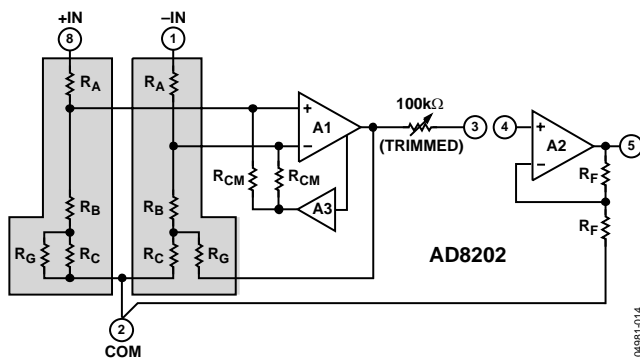 +IN
–IN
8
1
RA
RA
100kΩ
+
A1
–
3
4
+
A2
–
5
(TRIMMED)
RCM
RCM
RF
A3
RB
RB
RF
RG
RC
RC
RG
AD8202
2
COM
04981-014